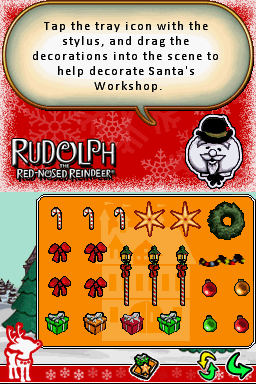 Tap the tray icon with the
stylus, and drag the
decorations into the scene to
help decorate Santa's
Workshop.
RUDOLPH
THE
RED-NOSED REINDEER